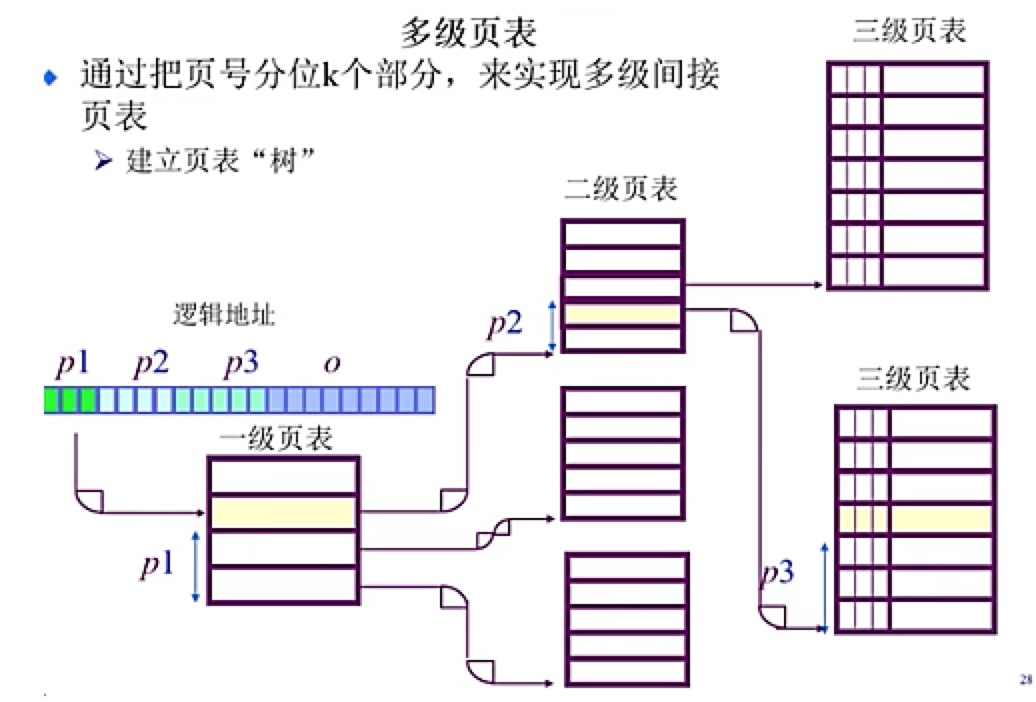 多级页表
通过把页号分位k个部分，来实现多级间接
页表
建立页表“树”
三级页表
二级页表
逻辑地址
p1 p2 p3 o
p2
一级页表
p1
三级页表
p3
28